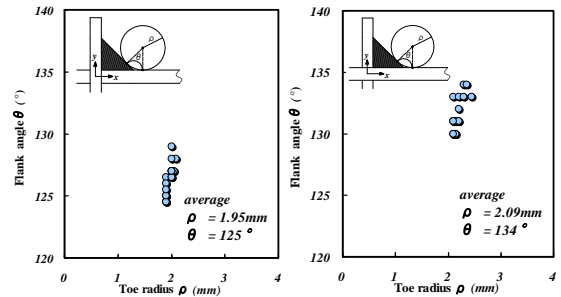 140
135
130
125
120
Flank angle θ (°)
ρ
θ
y
x
average
ρ = 1.95mm
θ = 125 °
0 1 2 3 4
Toe radius ρ (mm)
140
135
130
125
120
Flank angle θ (°)
ρ
θ
y
x
average
ρ = 2.09mm
θ = 134 °
0 1 2 3 4
Toe radius ρ (mm)